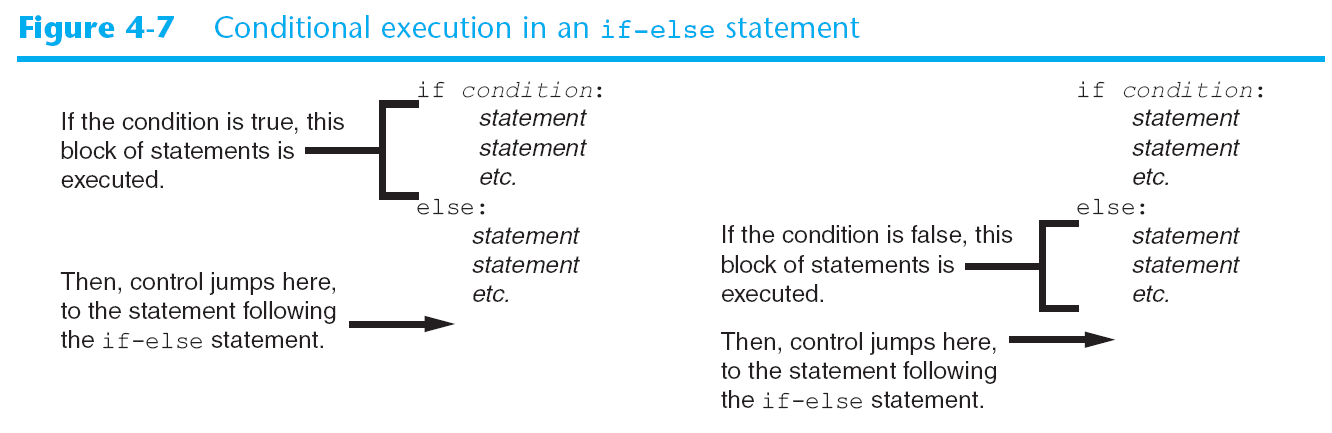 Figure 4-7 Conditional execution in an if-else statement
If the condition is true, this
block of statements is
executed.
Then, control jumps here,
to the statement following
the if-else statement.
if condition:
statement
statement
etc.
else:
statement
statement
etc.
If the condition is false, this
block of statements is
executed.
Then, control jumps here,
to the statement following
the if-else statement.
if condition:
statement
statement
etc.
else:
statement
statement
etc.